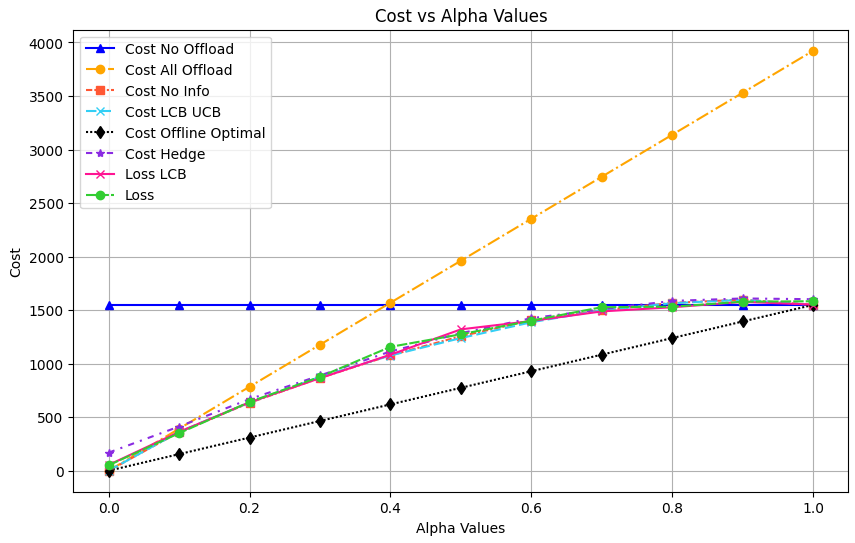 Cost vs Alpha Values
Cost
4000
3500
3000
2500
2000
1500
1000
500
0
Cost No Offload
Cost All Offload
Cost No Info
Cost LCB UCB
Cost Offline Optimal
Cost Hedge
Loss LCB
Loss
0.0 0.2 0.4 0.6 0.8 1.0
Alpha Values